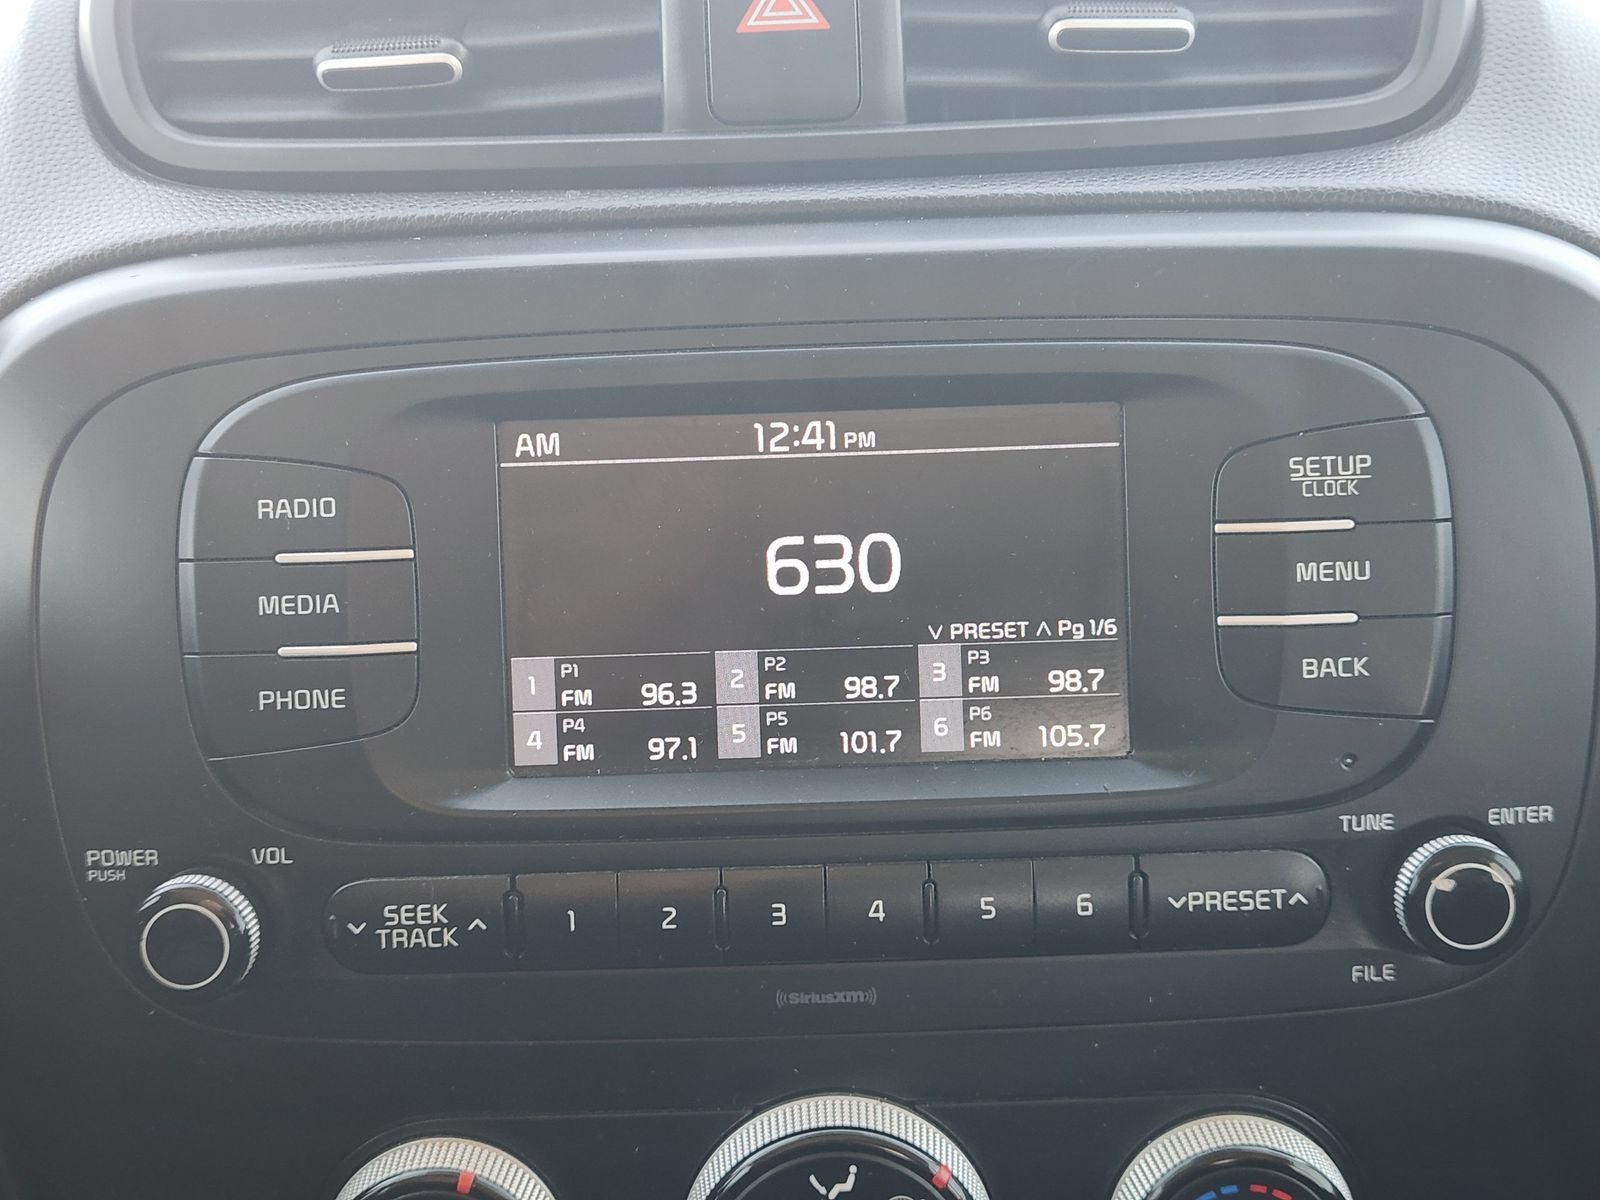 AM 12:41 PM
630
∨ PRESET ∧ Pg 1/6
1 P1 FM 96.3
2 P2 FM 98.7
3 P3 FM 98.7
4 P4 FM 97.1
5 P5 FM 101.7
6 P6 FM 105.7
RADIO
MEDIA
PHONE
SETUP
CLOCK
MENU
BACK
POWER
PUSH
VOL
∨ SEEK ∧
TRACK
1 2 3 4 5 6
∨PRESET∧
TUNE
ENTER
FILE
((SiriusXM))